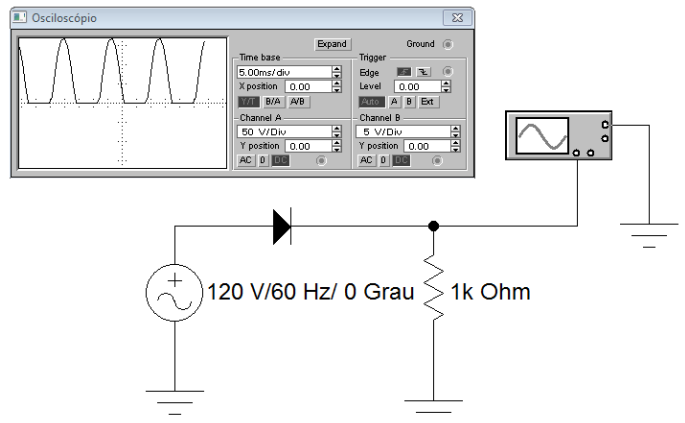 Osciloscópio
Expand
Ground
Time base
5.00ms/div
X position 0.00
Y/T B/A A/B
Trigger
Edge
Level 0.00
Auto A B Ext
Channel A
50 V/Div
Y position 0.00
AC 0 DC
Channel B
5 V/Div
Y position 0.00
AC 0 DC
120 V/60 Hz/ 0 Grau
1k Ohm